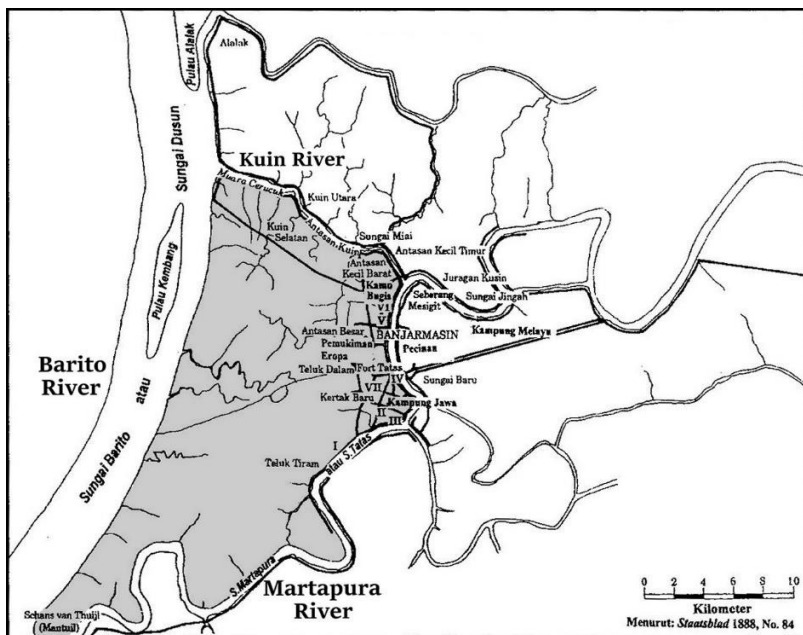 Pulau Alalak
Alalak
Sungai Dusun
Kuin River
Muara Cerucuk
Kuin Utara
Antasan Kuin
Kuin
Selatan
Sungai Miai
Antasan Kecil Timur
Antasan
Kecil Barat
Kamp
Bugis
Juragan Kusin
Seberang
Mesigit
Sungai Jingah
Pulau Kembang
VI
V
Antasan Besar
BANJARMASIN
Kampung Melayu
Pemukiman
Eropa
Pecinan
Barito
River
Teluk Dalam
Fort Tatas
IV
Sungai Baru
VII
Kertak Baru
Kampung Jawa
II
III
I
atau
Sungai Barito
atau S. Tatas
Teluk Tiram
S. Martapura
Martapura
River
Schans van Thuijl
(Mantuil)
0 2 4 6 8 10
Kilometer
Menurut: Staatsblad 1888, No. 84